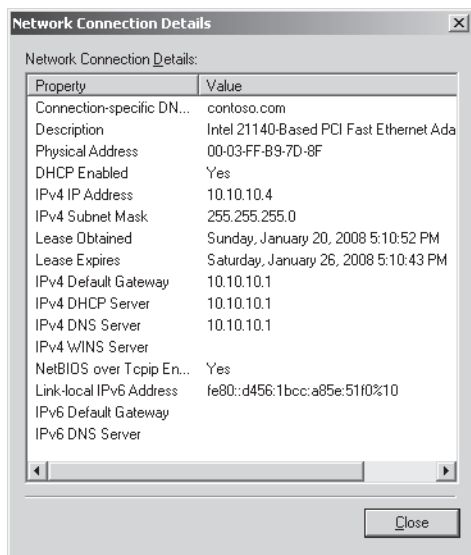 Network Connection Details
Network Connection Details:
Property Value
Connection-specific DN... contoso.com
Description Intel 21140-Based PCI Fast Ethernet Ada
Physical Address 00-03-FF-B9-7D-8F
DHCP Enabled Yes
IPv4 IP Address 10.10.10.4
IPv4 Subnet Mask 255.255.255.0
Lease Obtained Sunday, January 20, 2008 5:10:52 PM
Lease Expires Saturday, January 26, 2008 5:10:43 PM
IPv4 Default Gateway 10.10.10.1
IPv4 DHCP Server 10.10.10.1
IPv4 DNS Server 10.10.10.1
IPv4 WINS Server
NetBIOS over Tcpip En... Yes
Link-local IPv6 Address fe80::d456:1bcc:a85e:51f0%10
IPv6 Default Gateway
IPv6 DNS Server
Close